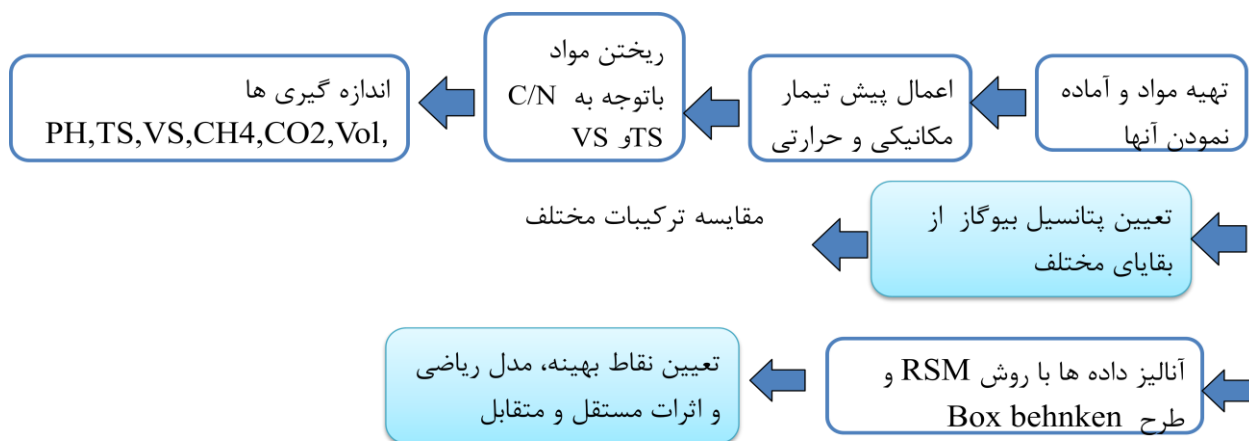 تهیه مواد و آماده
نمودن آنها
اعمال پیش تیمار
مکانیکی و حرارتی
ریختن مواد
باتوجه به C/N
TSو VS
اندازه گیری ها
PH,TS,VS,CH4,CO2,Vol,
تعیین پتانسیل بیوگاز از
بقایای مختلف
مقایسه ترکیبات مختلف
آنالیز داده ها با روش RSM و
طرح Box behnken
تعیین نقاط بهینه، مدل ریاضی
و اثرات مستقل و متقابل